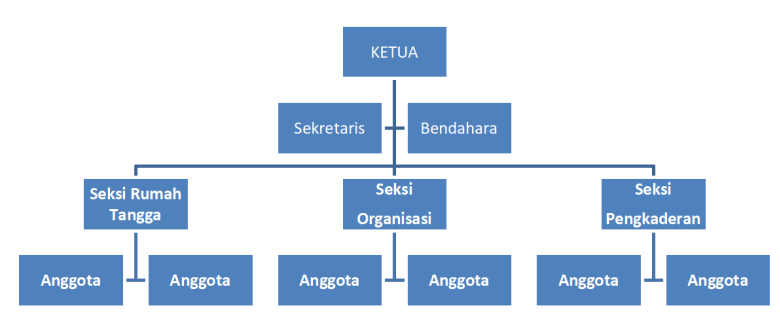 KETUA
Sekretaris
Bendahara
Seksi Rumah
Tangga
Seksi
Organisasi
Seksi
Pengkaderan
Anggota
Anggota
Anggota
Anggota
Anggota
Anggota